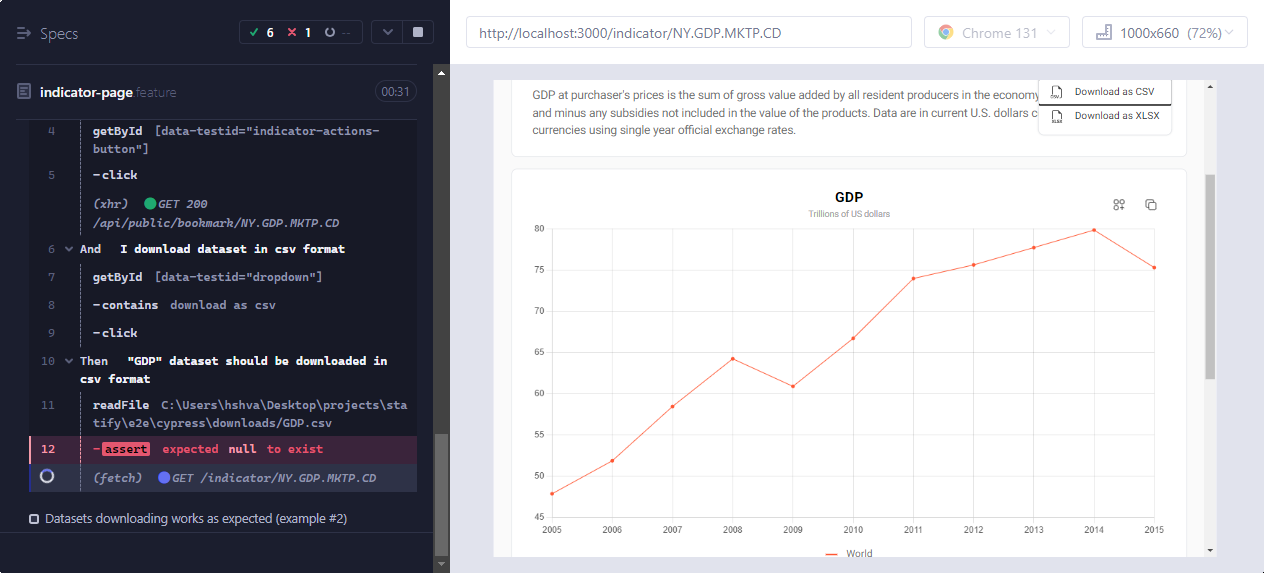 Specs
6 1 --
indicator-page.feature 00:31
4 getById [data-testid="indicator-actions-
button"]
5 -click
(xhr) GET 200
/api/public/bookmark/NY.GDP.MKTP.CD
6 And I download dataset in csv format
7 getById [data-testid="dropdown"]
8 -contains download as csv
9 -click
10 Then "GDP" dataset should be downloaded in
csv format
11 readFile C:\Users\hshva\Desktop\projects\sta
tify\e2e\cypress\downloads/GDP.csv
12 -assert expected null to exist
(fetch) GET /indicator/NY.GDP.MKTP.CD
Datasets downloading works as expected (example #2)
http://localhost:3000/indicator/NY.GDP.MKTP.CD
Chrome 131
1000x660 (72%)
GDP at purchaser's prices is the sum of gross value added by all resident producers in the economy
and minus any subsidies not included in the value of the products. Data are in current U.S. dollars
currencies using single year official exchange rates.
CSV Download as CSV
XLSX Download as XLSX
GDP
Trillions of US dollars
80
75
70
65
60
55
50
45
2005 2006 2007 2008 2009 2010 2011 2012 2013 2014 2015
World